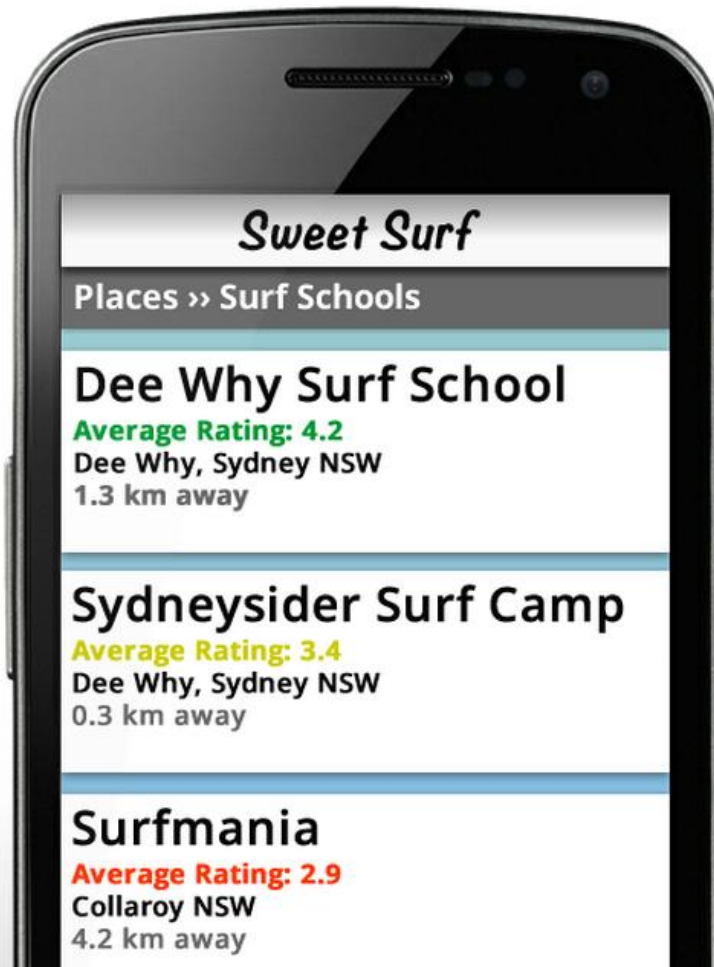 Sweet Surf
Places ›› Surf Schools
Dee Why Surf School
Average Rating: 4.2
Dee Why, Sydney NSW
1.3 km away
Sydneysider Surf Camp
Average Rating: 3.4
Dee Why, Sydney NSW
0.3 km away
Surfmania
Average Rating: 2.9
Collaroy NSW
4.2 km away